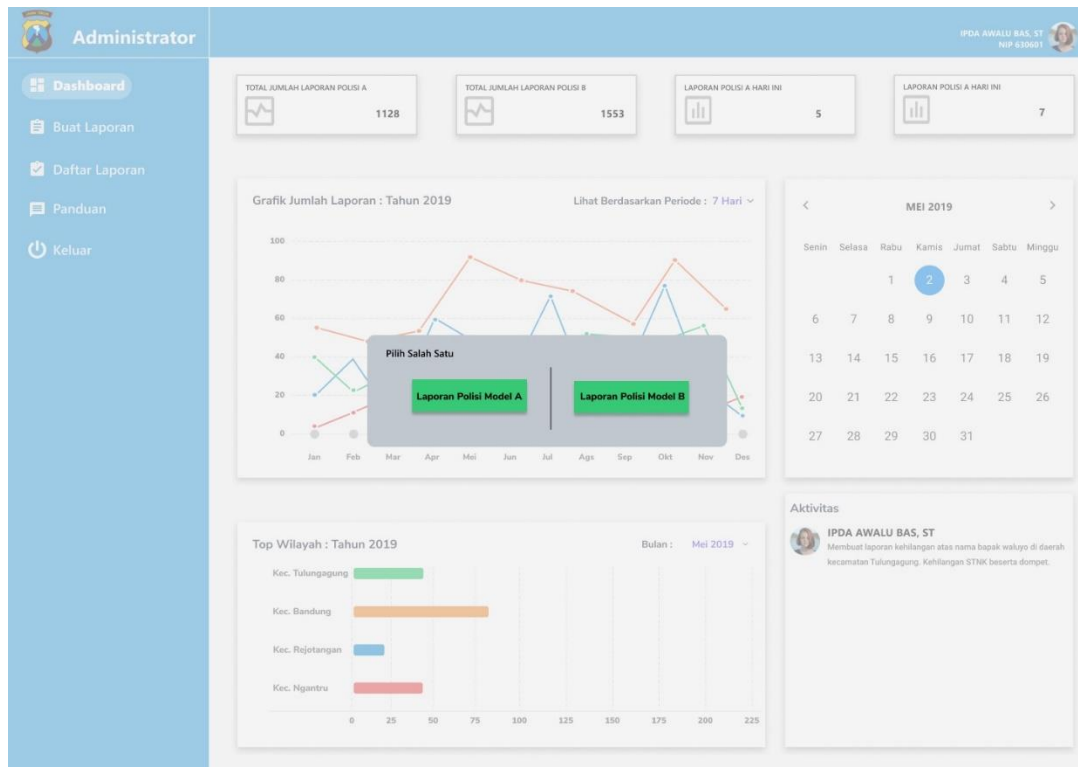 Administrator
IPDA AWALU BAS, ST
NIP 630601
Dashboard
Buat Laporan
Daftar Laporan
Panduan
Keluar
TOTAL JUMLAH LAPORAN POLISI A
1128
TOTAL JUMLAH LAPORAN POLISI B
1553
LAPORAN POLISI A HARI INI
5
LAPORAN POLISI A HARI INI
7
Grafik Jumlah Laporan : Tahun 2019
Lihat Berdasarkan Periode : 7 Hari
100
80
60
40
20
0
Jan Feb Mar Apr Mei Jun Jul Ags Sep Okt Nov Des
Pilih Salah Satu
Laporan Polisi Model A
Laporan Polisi Model B
MEI 2019
Senin Selasa Rabu Kamis Jumat Sabtu Minggu
1 2 3 4 5
6 7 8 9 10 11 12
13 14 15 16 17 18 19
20 21 22 23 24 25 26
27 28 29 30 31
Top Wilayah : Tahun 2019
Bulan : Mei 2019
Kec. Tulungagung
Kec. Bandung
Kec. Rejotangan
Kec. Ngantru
0 25 50 75 100 125 150 175 200 225
Aktivitas
IPDA AWALU BAS, ST
Membuat laporan kehilangan atas nama bapak waluyo di daerah
kecamatan Tulungagung. Kehilangan STNK beserta dompet.